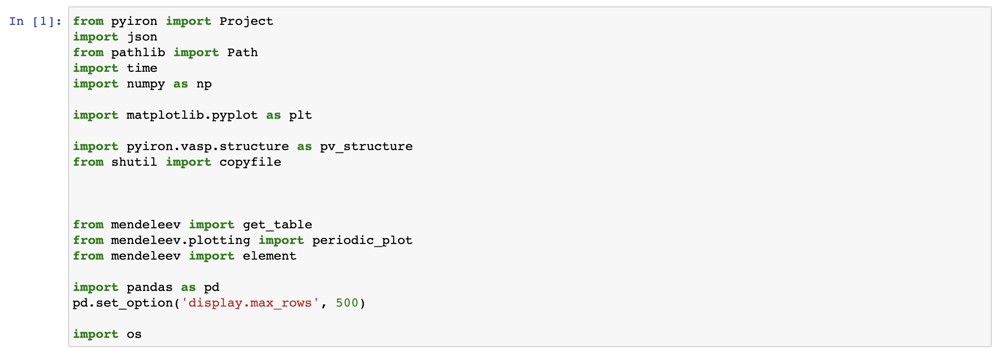 In [1]: from pyiron import Project
import json
from pathlib import Path
import time
import numpy as np
import matplotlib.pyplot as plt
import pyiron.vasp.structure as pv_structure
from shutil import copyfile
from mendeleev import get_table
from mendeleev.plotting import periodic_plot
from mendeleev import element
import pandas as pd
pd.set_option('display.max_rows', 500)
import os